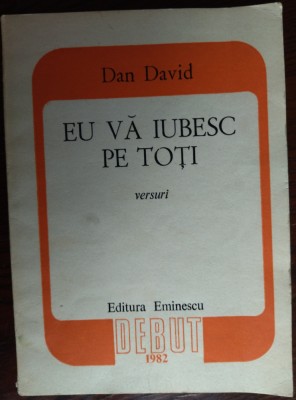 Dan David
EU VĂ IUBESC
PE TOȚI
versuri
Editura Eminescu
DEBUT
1982